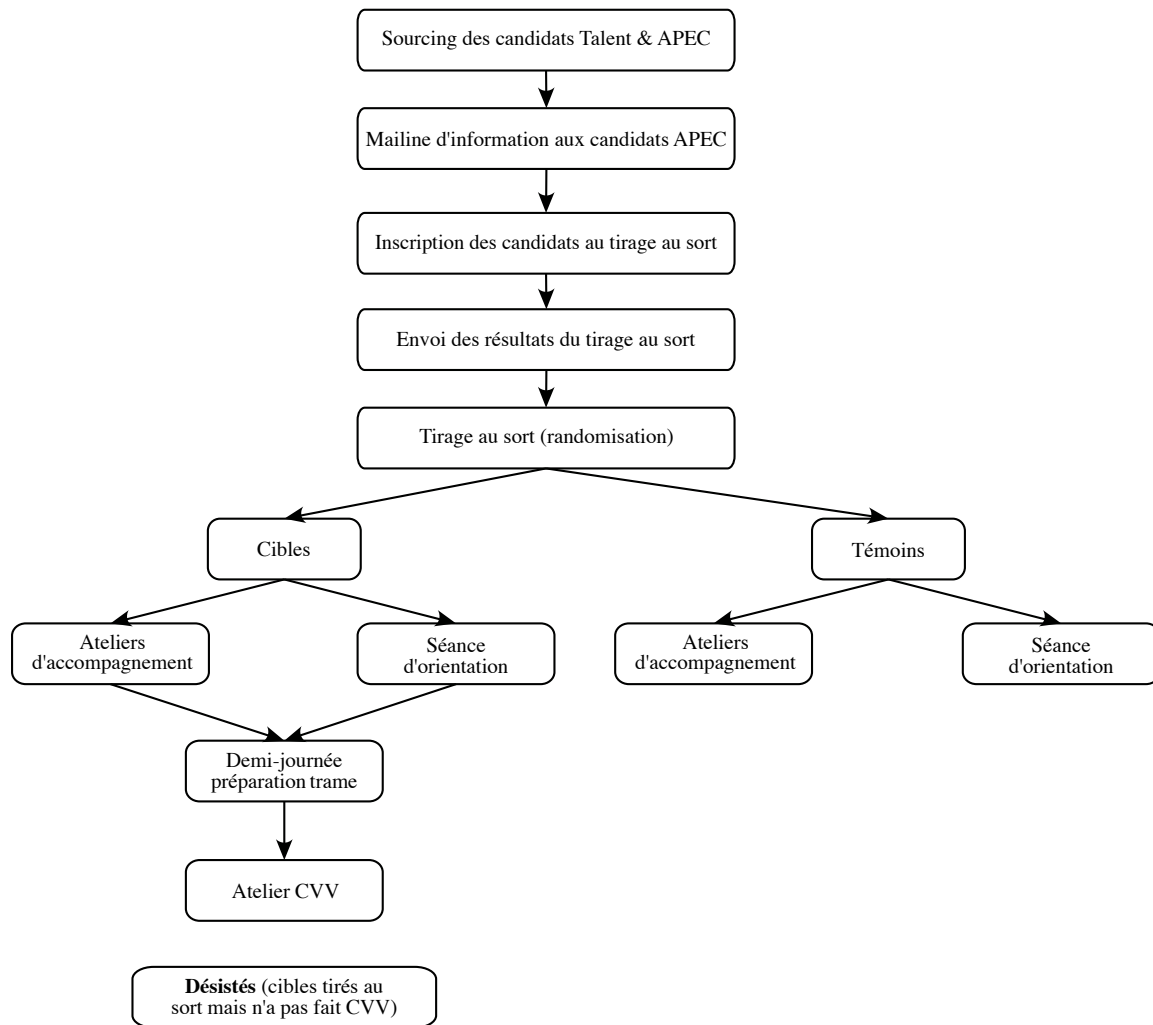 Sourcing des candidats Talent & APEC
Mailine d'information aux candidats APEC
Inscription des candidats au tirage au sort
Envoi des résultats du tirage au sort
Tirage au sort (randomisation)
Cibles
Témoins
Ateliers
d'accompagnement
Séance
d'orientation
Ateliers
d'accompagnement
Séance
d'orientation
Demi-journée
préparation trame
Atelier CVV
Désistés (cibles tirés au
sort mais n'a pas fait CVV)